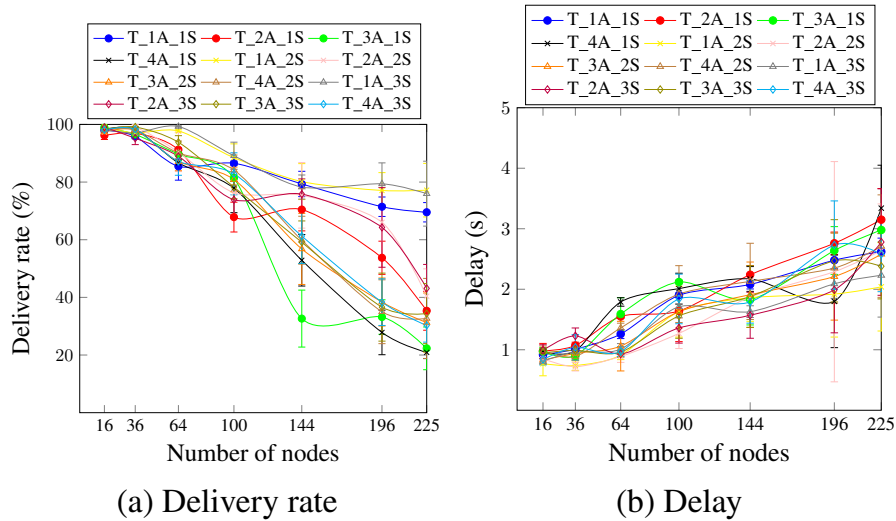 T_1A_1S T_2A_1S T_3A_1S
T_4A_1S T_1A_2S T_2A_2S
T_3A_2S T_4A_2S T_1A_3S
T_2A_3S T_3A_3S T_4A_3S
100
80
60
40
20
Delivery rate (%)
16 36 64 100 144 196 225
Number of nodes
(a) Delivery rate
T_1A_1S T_2A_1S T_3A_1S
T_4A_1S T_1A_2S T_2A_2S
T_3A_2S T_4A_2S T_1A_3S
T_2A_3S T_3A_3S T_4A_3S
5
4
3
2
1
Delay (s)
16 36 64 100 144 196 225
Number of nodes
(b) Delay